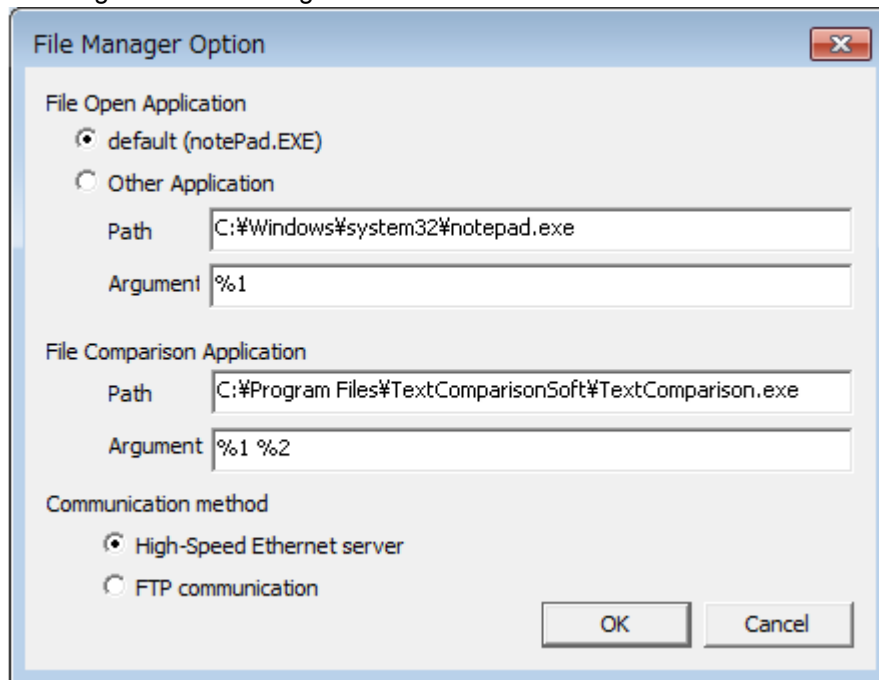 File Manager Option
File Open Application
default (notePad.EXE)
Other Application
Path C:¥Windows¥system32¥notepad.exe
Argument %1
File Comparison Application
Path C:¥Program Files¥TextComparisonSoft¥TextComparison.exe
Argument %1 %2
Communication method
High-Speed Ethernet server
FTP communication
OK Cancel